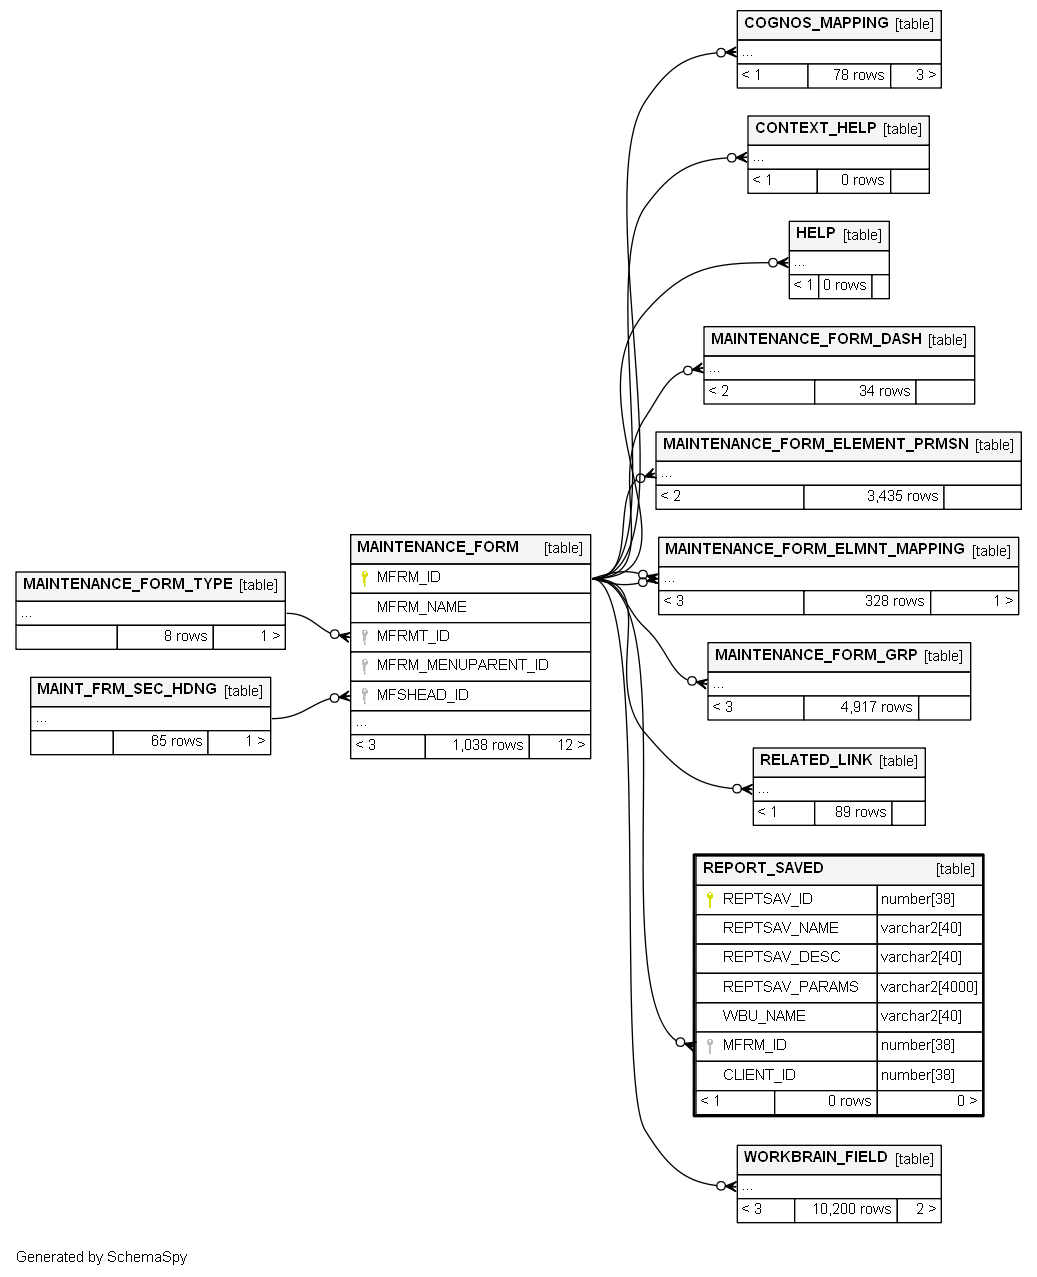 COGNOS_MAPPING [table]
...
< 1 78 rows 3 >
CONTEXT_HELP [table]
...
< 1 0 rows
HELP [table]
...
< 1 0 rows
MAINTENANCE_FORM_DASH [table]
...
< 2 34 rows
MAINTENANCE_FORM_ELEMENT_PRMSN [table]
...
< 2 3,435 rows
MAINTENANCE_FORM_ELMNT_MAPPING [table]
...
< 3 328 rows 1 >
MAINTENANCE_FORM [table]
MFRM_ID
MFRM_NAME
MFRMT_ID
MFRM_MENUPARENT_ID
MFSHEAD_ID
...
< 3 1,038 rows 12 >
MAINTENANCE_FORM_TYPE [table]
...
8 rows 1 >
MAINT_FRM_SEC_HDNG [table]
...
65 rows 1 >
MAINTENANCE_FORM_GRP [table]
...
< 3 4,917 rows
RELATED_LINK [table]
...
< 1 89 rows
REPORT_SAVED [table]
REPTSAV_ID number[38]
REPTSAV_NAME varchar2[40]
REPTSAV_DESC varchar2[40]
REPTSAV_PARAMS varchar2[4000]
WBU_NAME varchar2[40]
MFRM_ID number[38]
CLIENT_ID number[38]
< 1 0 rows 0 >
WORKBRAIN_FIELD [table]
...
< 3 10,200 rows 2 >
Generated by SchemaSpy